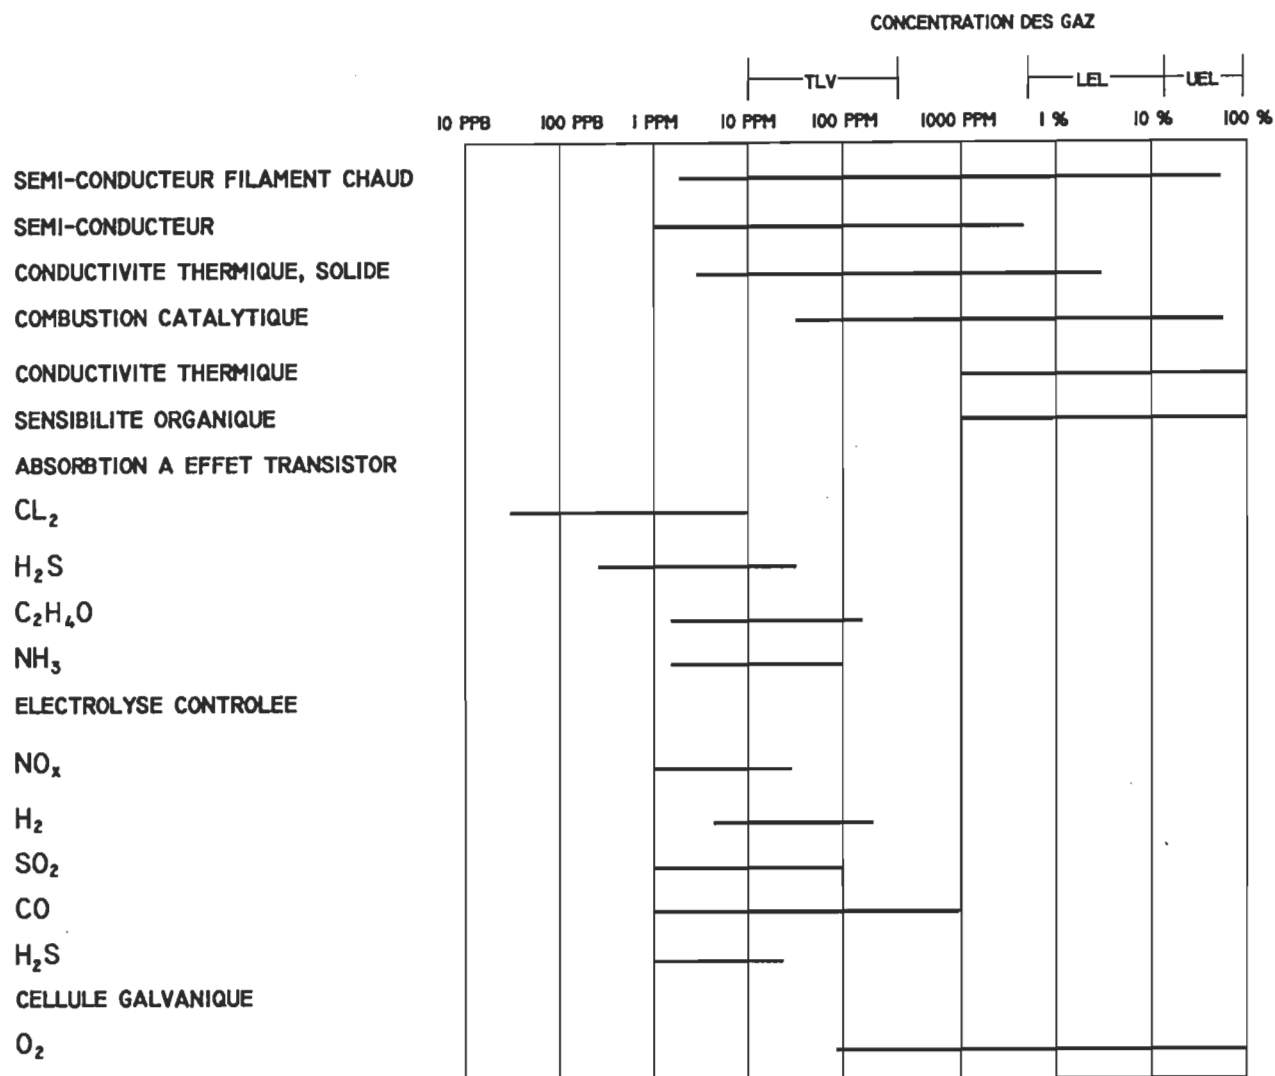 CONCENTRATION DES GAZ
TLV LEL UEL
10 PPB 100 PPB 1 PPM 10 PPM 100 PPM 1000 PPM 1 % 10 % 100 %
SEMI-CONDUCTEUR FILAMENT CHAUD
SEMI-CONDUCTEUR
CONDUCTIVITE THERMIQUE, SOLIDE
COMBUSTION CATALYTIQUE
CONDUCTIVITE THERMIQUE
SENSIBILITE ORGANIQUE
ABSORBTION A EFFET TRANSISTOR
CL₂
H₂S
C₂H₄O
NH₃
ELECTROLYSE CONTROLEE
NOₓ
H₂
SO₂
CO
H₂S
CELLULE GALVANIQUE
O₂